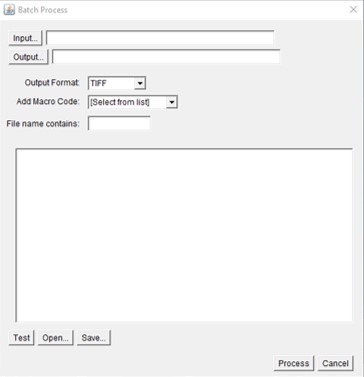 Batch Process
Input...
Output...
Output Format: TIFF
Add Macro Code: [Select from list]
File name contains:
Test Open... Save...
Process Cancel